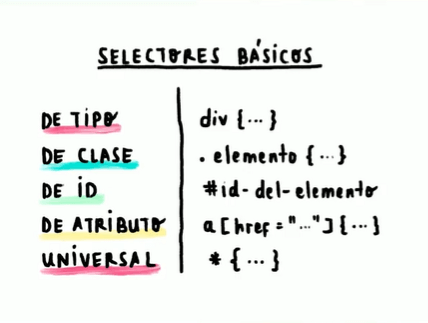 SELECTORES BÁSICOS
DE TIPO div {...}
DE CLASE .elemento {...}
DE ID #id-del-elemento
DE ATRIBUTO a[href="..."]{...}
UNIVERSAL * {...}